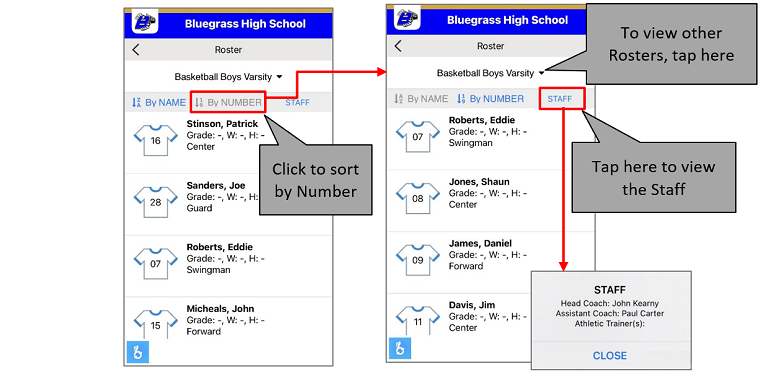 Bluegrass High School
Roster
Basketball Boys Varsity
By NAME
By NUMBER
STAFF
16
Stinson, Patrick
Grade: -, W: -, H: -
Center
28
Sanders, Joe
Grade: -, W: -, H: -
Guard
07
Roberts, Eddie
Grade: -, W: -, H: -
Swingman
15
Micheals, John
Grade: -, W: -, H: -
Forward
Click to sort
by Number
Bluegrass High School
Roster
Basketball Boys Varsity
By NAME
By NUMBER
STAFF
07
Roberts, Eddie
Grade: -, W: -, H: -
Swingman
08
Jones, Shaun
Grade: -, W: -, H: -
Center
09
James, Daniel
Grade: -, W: -, H: -
Forward
11
Davis, Jim
Grade: -, W: -, H: -
Center
To view other
Rosters, tap here
Tap here to view
the Staff
STAFF
Head Coach: John Kearny
Assistant Coach: Paul Carter
Athletic Trainer(s):
CLOSE